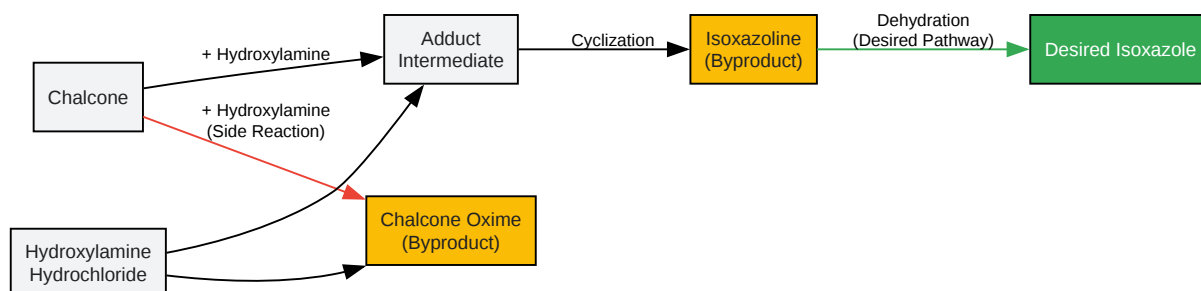 Chalcone
+ Hydroxylamine
+ Hydroxylamine
(Side Reaction)
Hydroxylamine
Hydrochloride
Adduct
Intermediate
Chalcone Oxime
(Byproduct)
Cyclization
Isoxazoline
(Byproduct)
Dehydration
(Desired Pathway)
Desired Isoxazole